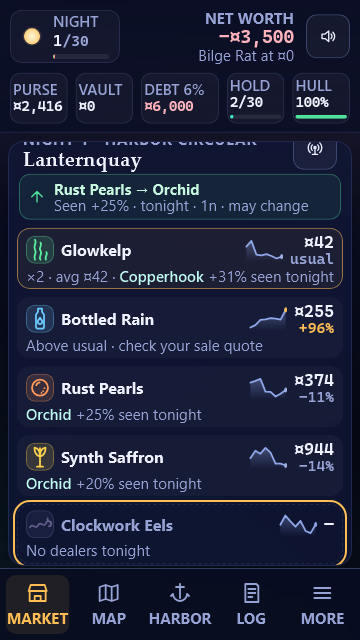 NIGHT
1/30
NET WORTH
−¤3,500
Bilge Rat at ¤0
PURSE
¤2,416
VAULT
¤0
DEBT 6%
¤6,000
HOLD
2/30
HULL
100%
NIGHT 1 · HARBOR CIRCULAR
Lanternquay
Rust Pearls → Orchid
Seen +25% · tonight · 1n · may change
Glowkelp
¤42
usual
×2 · avg ¤42 · Copperhook +31% seen tonight
Bottled Rain
¤255
+96%
Above usual · check your sale quote
Rust Pearls
¤374
−11%
Orchid +25% seen tonight
Synth Saffron
¤944
−14%
Orchid +20% seen tonight
Clockwork Eels
–
No dealers tonight
MARKET
MAP
HARBOR
LOG
MORE